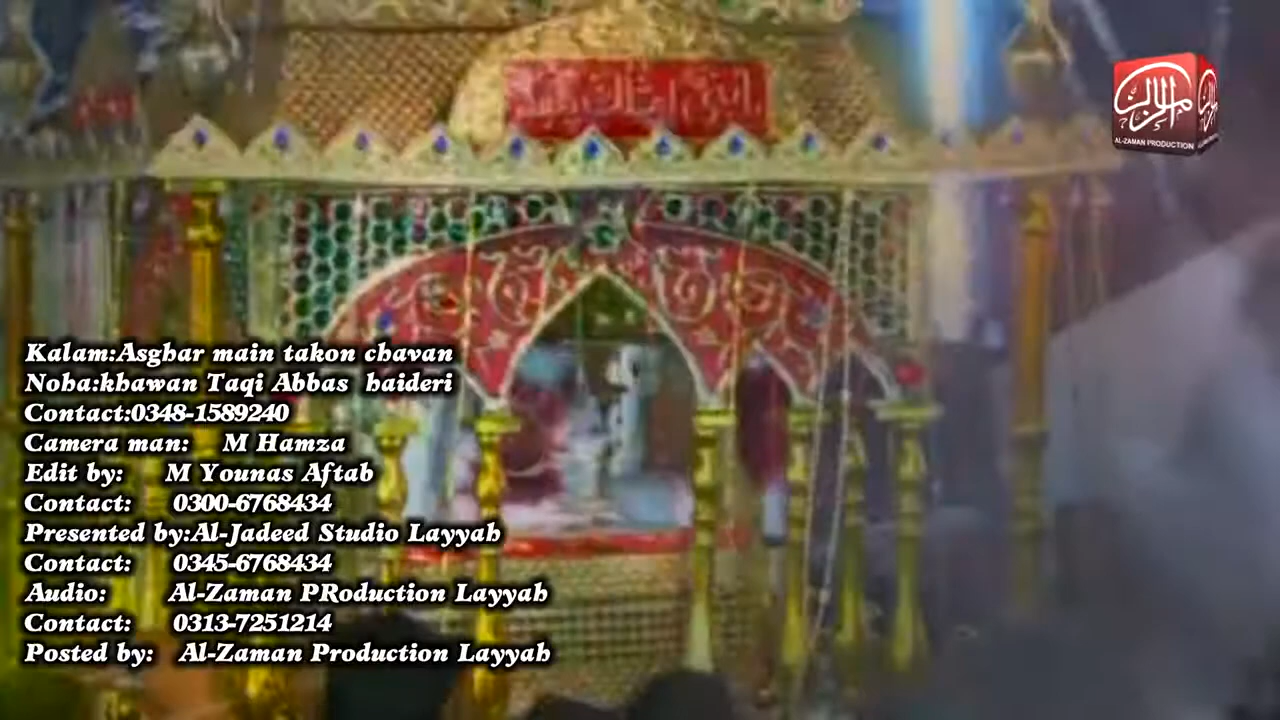 الزمان
AL-ZAMAN PRODUCTION
Kalam:Asghar main takon chavan
Noha:khawan Taqi Abbas haideri
Contact:0348-1589240
Camera man: M Hamza
Edit by: M Younas Aftab
Contact: 0300-6768434
Presented by:Al-Jadeed Studio Layyah
Contact: 0345-6768434
Audio: Al-Zaman PRoduction Layyah
Contact: 0313-7251214
Posted by: Al-Zaman Production Layyah